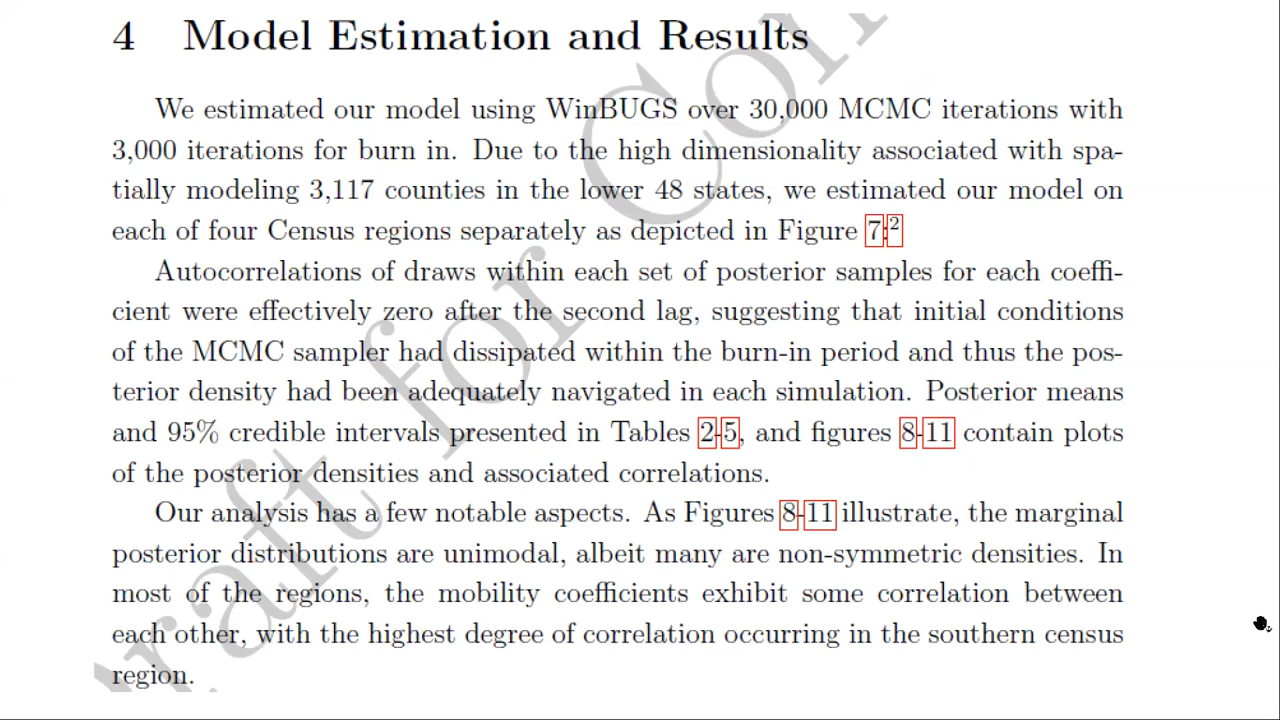 4 Model Estimation and Results
We estimated our model using WinBUGS over 30,000 MCMC iterations with
3,000 iterations for burn in. Due to the high dimensionality associated with spa-
tially modeling 3,117 counties in the lower 48 states, we estimated our model on
each of four Census regions separately as depicted in Figure 7.2
Autocorrelations of draws within each set of posterior samples for each coeffi-
cient were effectively zero after the second lag, suggesting that initial conditions
of the MCMC sampler had dissipated within the burn-in period and thus the pos-
terior density had been adequately navigated in each simulation. Posterior means
and 95% credible intervals presented in Tables 2-5, and figures 8-11 contain plots
of the posterior densities and associated correlations.
Our analysis has a few notable aspects. As Figures 8-11 illustrate, the marginal
posterior distributions are unimodal, albeit many are non-symmetric densities. In
most of the regions, the mobility coefficients exhibit some correlation between
each other, with the highest degree of correlation occurring in the southern census
region.
raft for Con